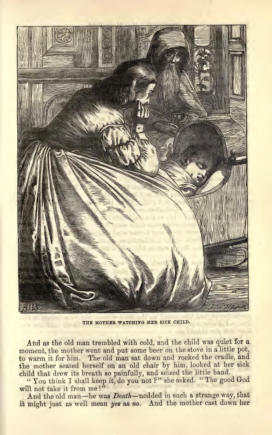 THE MOTHER WATCHING HER SICK CHILD.
And as the old man trembled with cold, and the child was quiet for a
moment, the mother went and put some beer on the stove in a little pot,
to warm it for him. The old man sat down and rocked the cradle, and
the mother seated herself on an old chair by him, looked at her sick
child that drew its breath so painfully, and seized the little hand.
"You think I shall keep it, do you not?" she asked. "The good God
will not take it from me!"
And the old man—he was Death—nodded in such a strange way, that
it might just as well mean yes as no. And the mother cast down her